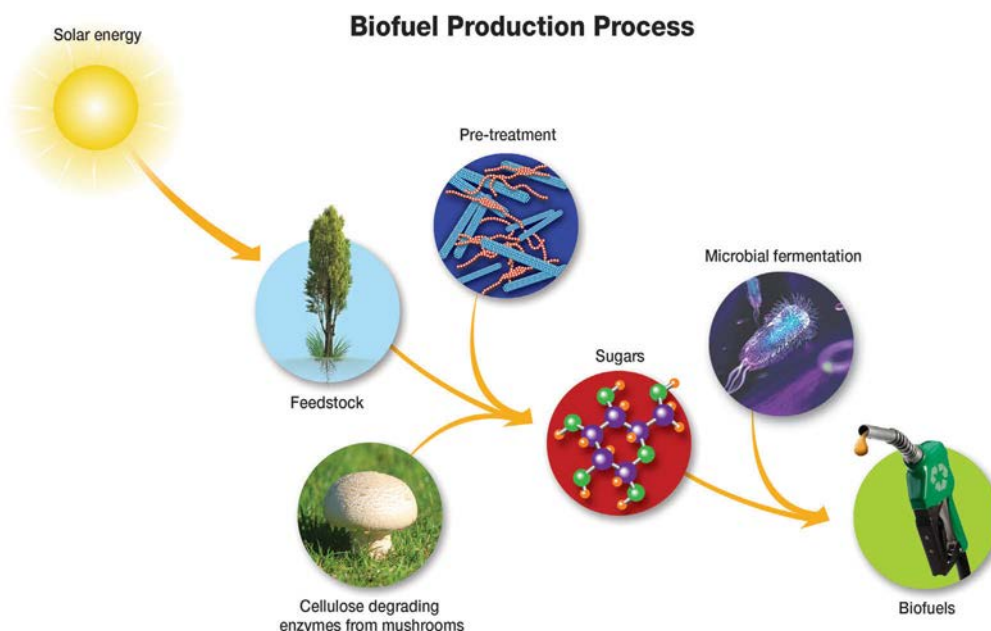 Biofuel Production Process
Solar energy
Pre-treatment
Microbial fermentation
Feedstock
Sugars
Cellulose degrading
enzymes from mushrooms
Biofuels